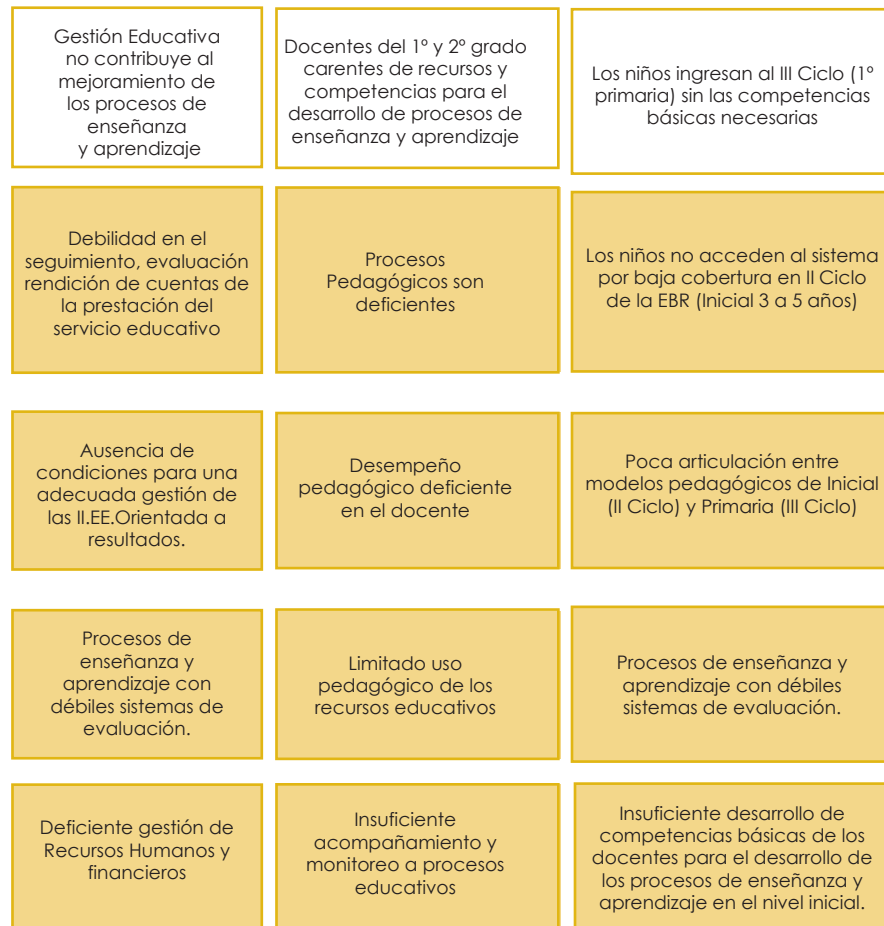 Gestión Educativa
no contribuye al
mejoramiento de
los procesos de
enseñanza
y aprendizaje
Docentes del 1º y 2º grado
carentes de recursos y
competencias para el
desarrollo de procesos de
enseñanza y aprendizaje
Los niños ingresan al III Ciclo (1º
primaria) sin las competencias
básicas necesarias
Debilidad en el
seguimiento, evaluación
rendición de cuentas de
la prestación del
servicio educativo
Procesos
Pedagógicos son
deficientes
Los niños no acceden al sistema
por baja cobertura en II Ciclo
de la EBR (Inicial 3 a 5 años)
Ausencia de
condiciones para una
adecuada gestión de
las II.EE.Orientada a
resultados.
Desempeño
pedagógico deficiente
en el docente
Poca articulación entre
modelos pedagógicos de Inicial
(II Ciclo) y Primaria (III Ciclo)
Procesos de
enseñanza y
aprendizaje con
débiles sistemas de
evaluación.
Limitado uso
pedagógico de los
recursos educativos
Procesos de enseñanza y
aprendizaje con débiles
sistemas de evaluación.
Deficiente gestión de
Recursos Humanos y
financieros
Insuficiente
acompañamiento y
monitoreo a procesos
educativos
Insuficiente desarrollo de
competencias básicas de los
docentes para el desarrollo de
los procesos de enseñanza y
aprendizaje en el nivel inicial.